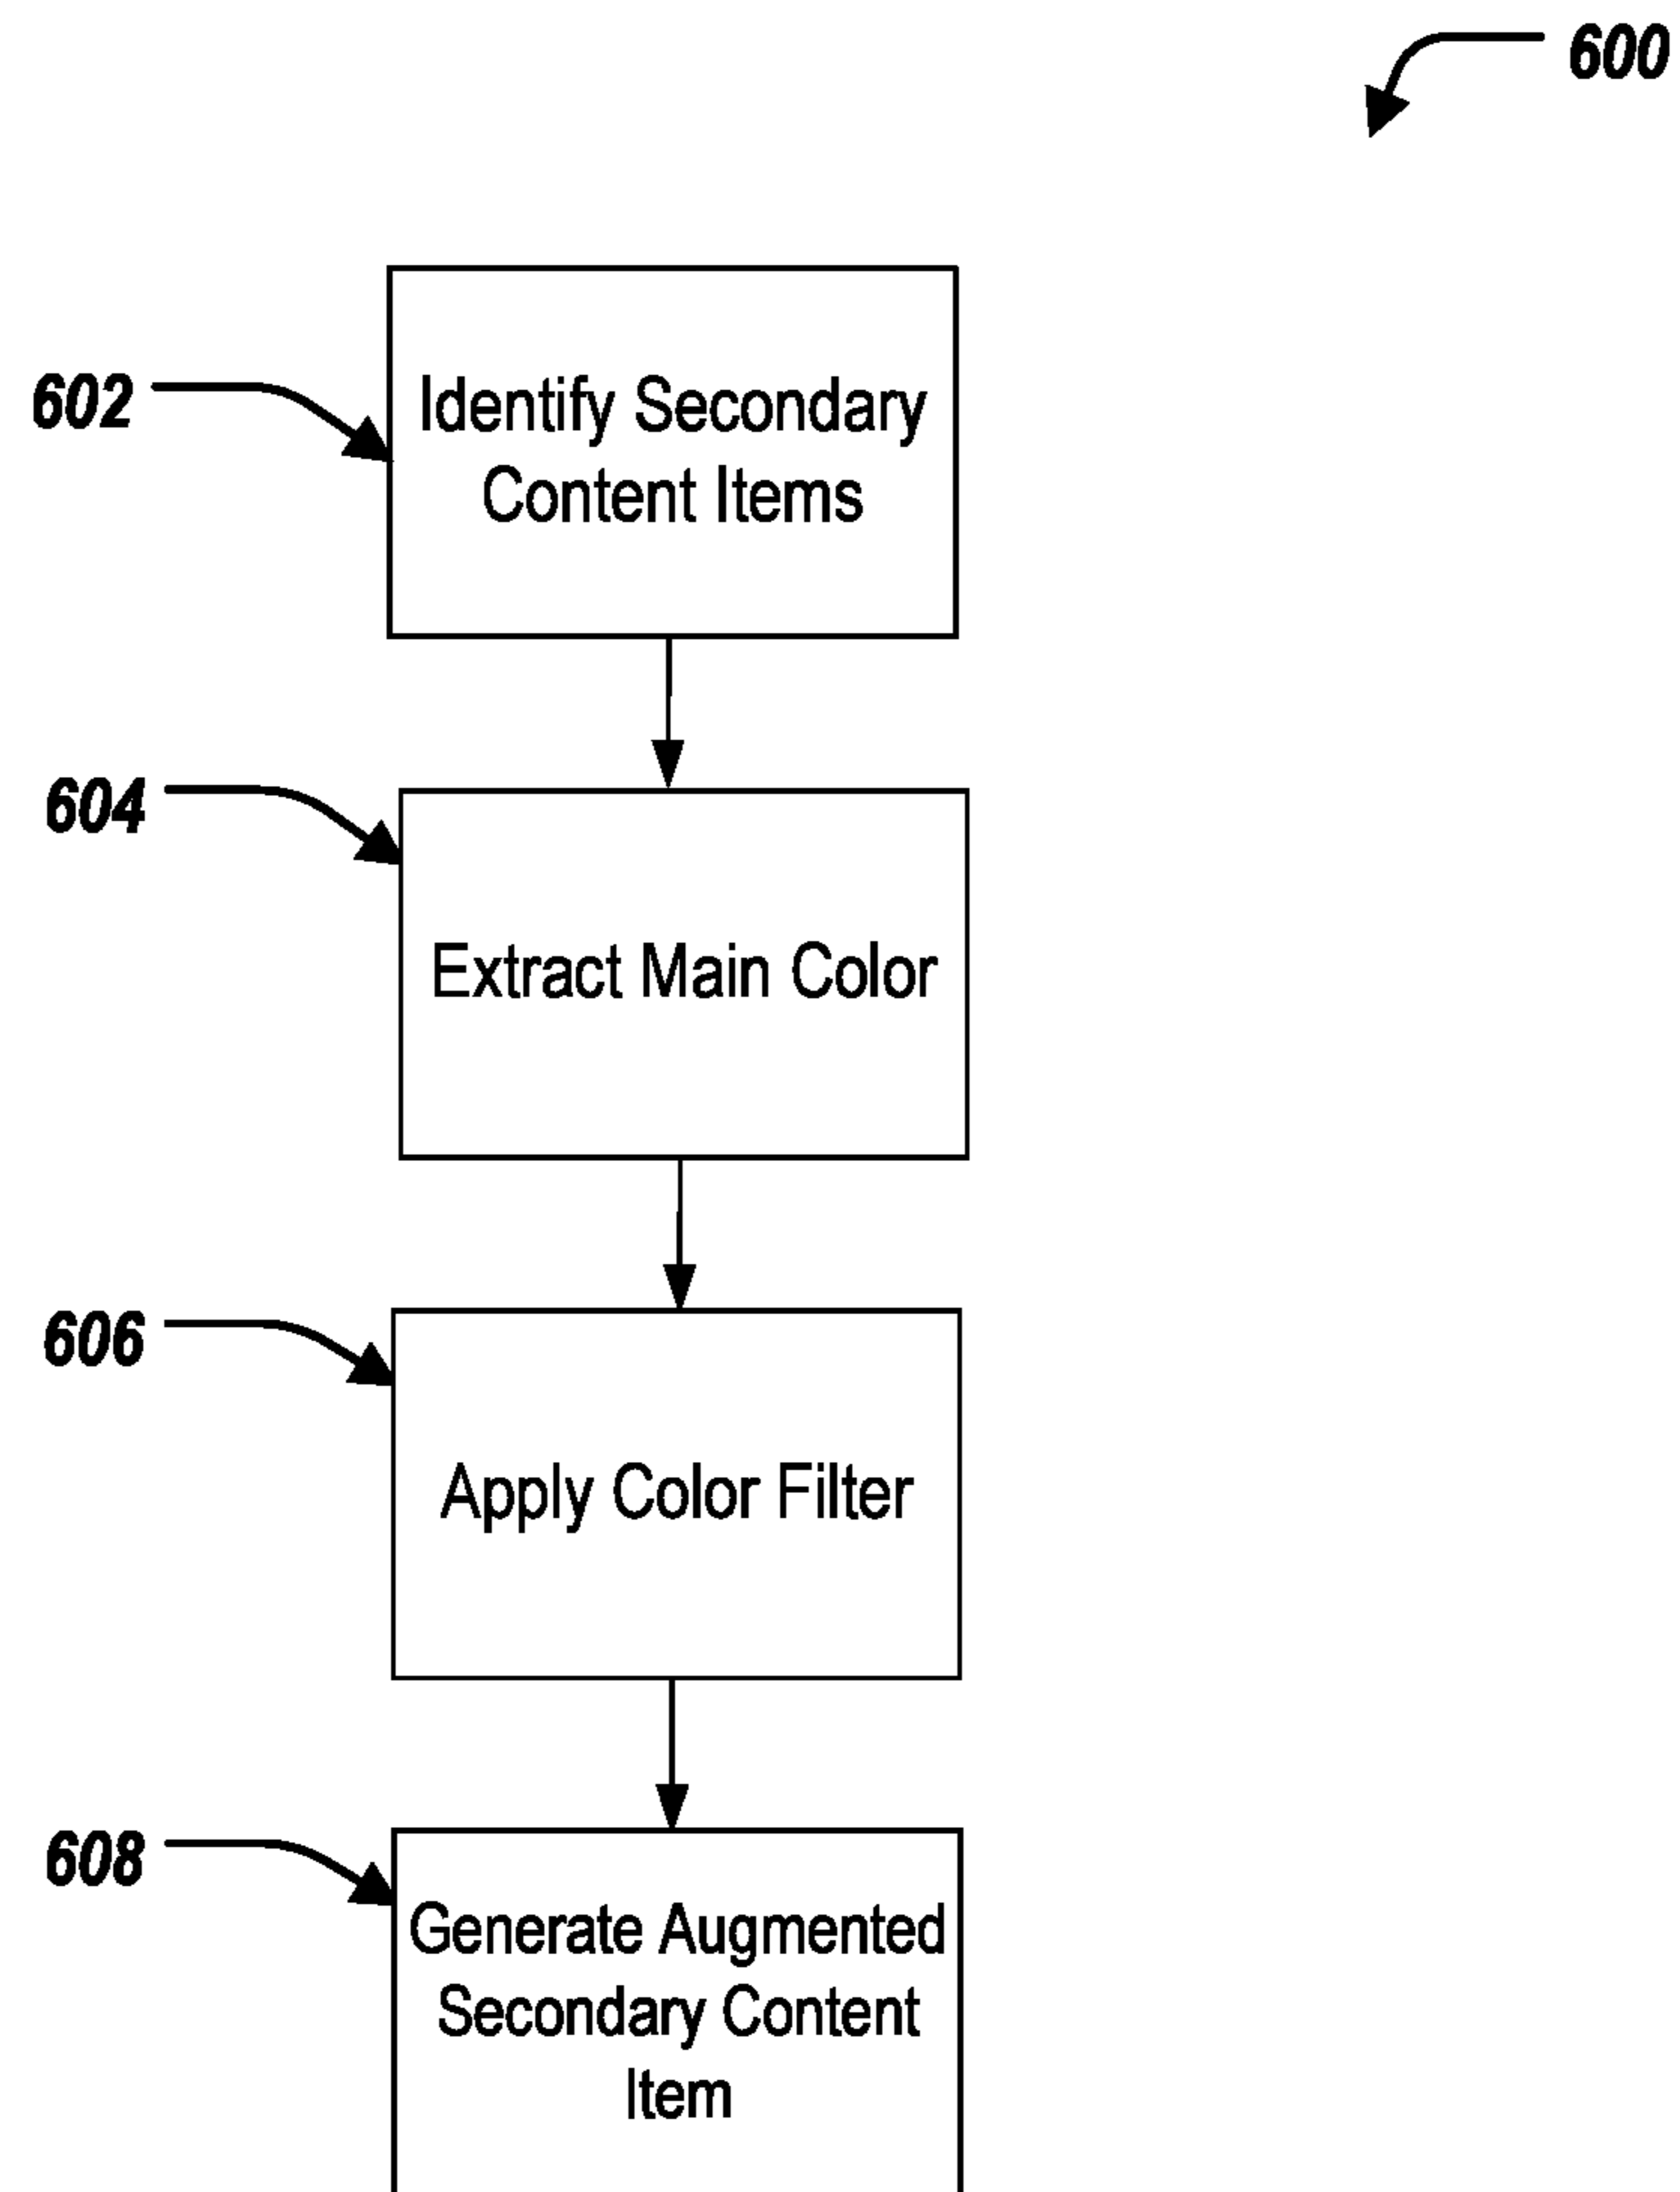 600
602
Identify Secondary
Content Items
604
Extract Main Color
606
Apply Color Filter
608
Generate Augmented
Secondary Content
Item